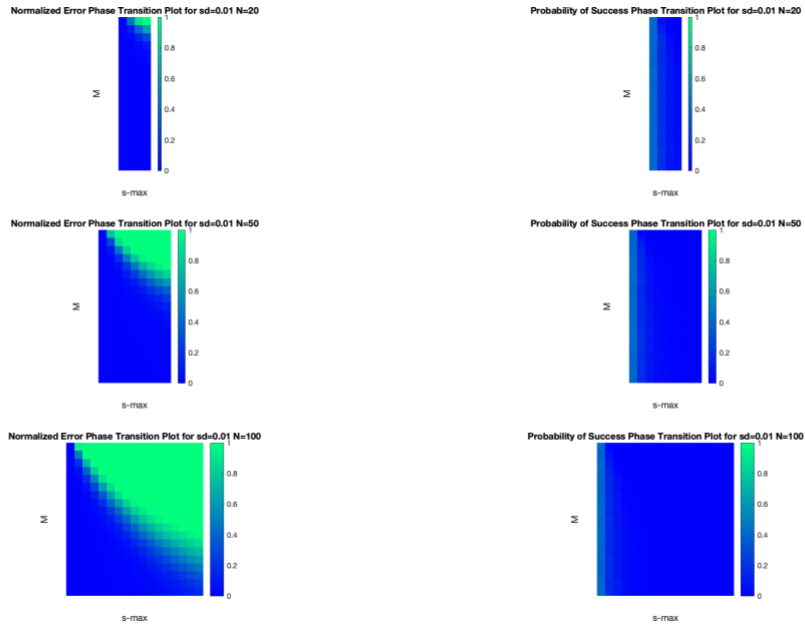 Normalized Error Phase Transition Plot for sd=0.01 N=20
1
0.8
0.6
0.4
0.2
0
M
s-max
Probability of Success Phase Transition Plot for sd=0.01 N=20
1
0.8
0.6
0.4
0.2
0
M
s-max
Normalized Error Phase Transition Plot for sd=0.01 N=50
1
0.8
0.6
0.4
0.2
0
M
s-max
Probability of Success Phase Transition Plot for sd=0.01 N=50
1
0.8
0.6
0.4
0.2
0
M
s-max
Normalized Error Phase Transition Plot for sd=0.01 N=100
1
0.8
0.6
0.4
0.2
0
M
s-max
Probability of Success Phase Transition Plot for sd=0.01 N=100
1
0.8
0.6
0.4
0.2
0
M
s-max